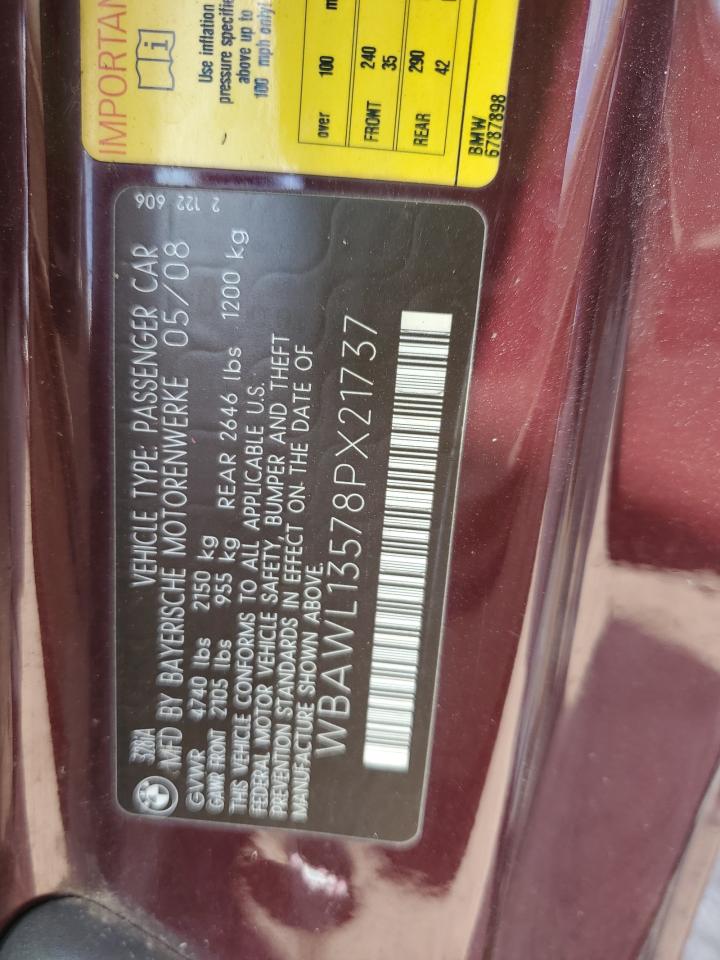 IMPORTAN
Use inflation
pressure specifie
above up to
100 mph only!
over 100 m
FRONT 240
35
REAR 290
42
BMW
6787898
2 122 606
VEHICLE TYPE: PASSENGER CAR
MFD BY BAYERISCHE MOTORENWERKE 05/08
GVWR 4740 lbs 2150 kg
GAWR FRONT 2105 lbs 955 kg REAR 2646 lbs 1200 kg
THIS VEHICLE CONFORMS TO ALL APPLICABLE U.S.
FEDERAL MOTOR VEHICLE SAFETY, BUMPER AND THEFT
PREVENTION STANDARDS IN EFFECT ON THE DATE OF
MANUFACTURE SHOWN ABOVE.
WBAWL13578PX21737